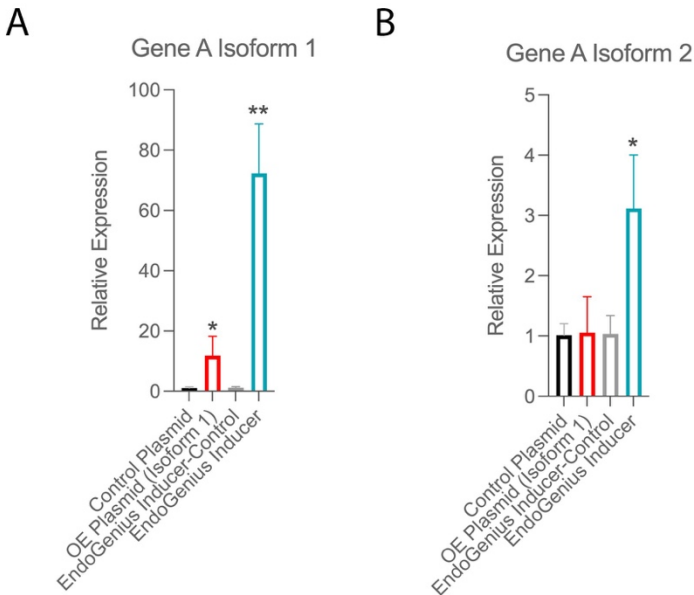 A
Gene A Isoform 1
Relative Expression
100
80
60
40
20
0
*
**
Control Plasmid
OE Plasmid (Isoform 1)
EndoGenius Inducer-Control
EndoGenius Inducer
B
Gene A Isoform 2
Relative Expression
5
4
3
2
1
0
*
Control Plasmid
OE Plasmid (Isoform 1)
EndoGenius Inducer-Control
EndoGenius Inducer